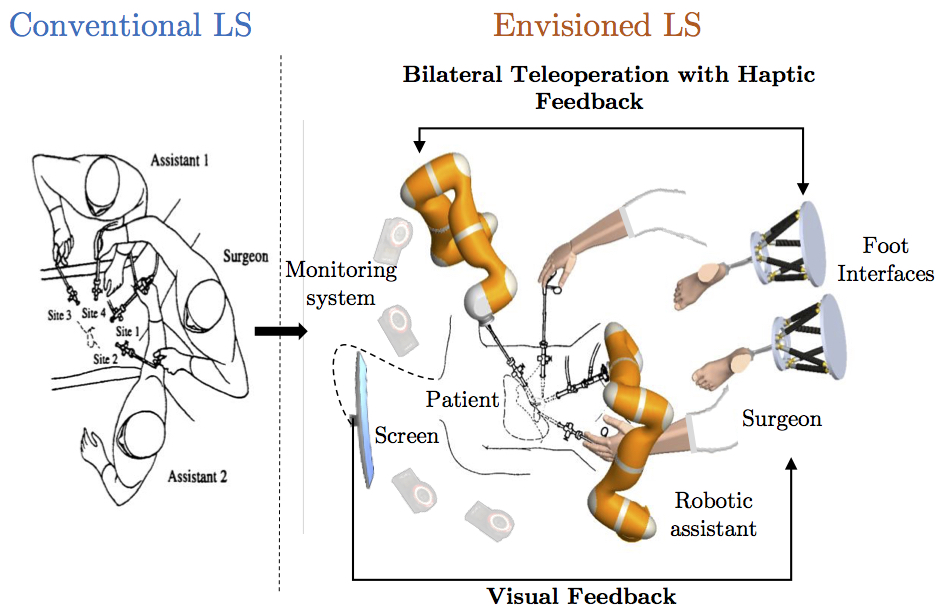 Conventional LS
Envisioned LS
Bilateral Teleoperation with Haptic
Feedback
Assistant 1
Surgeon
Site 3
Site 4
Site 1
Site 2
Assistant 2
Monitoring
system
Foot
Interfaces
Patient
Screen
Surgeon
Robotic
assistant
Visual Feedback